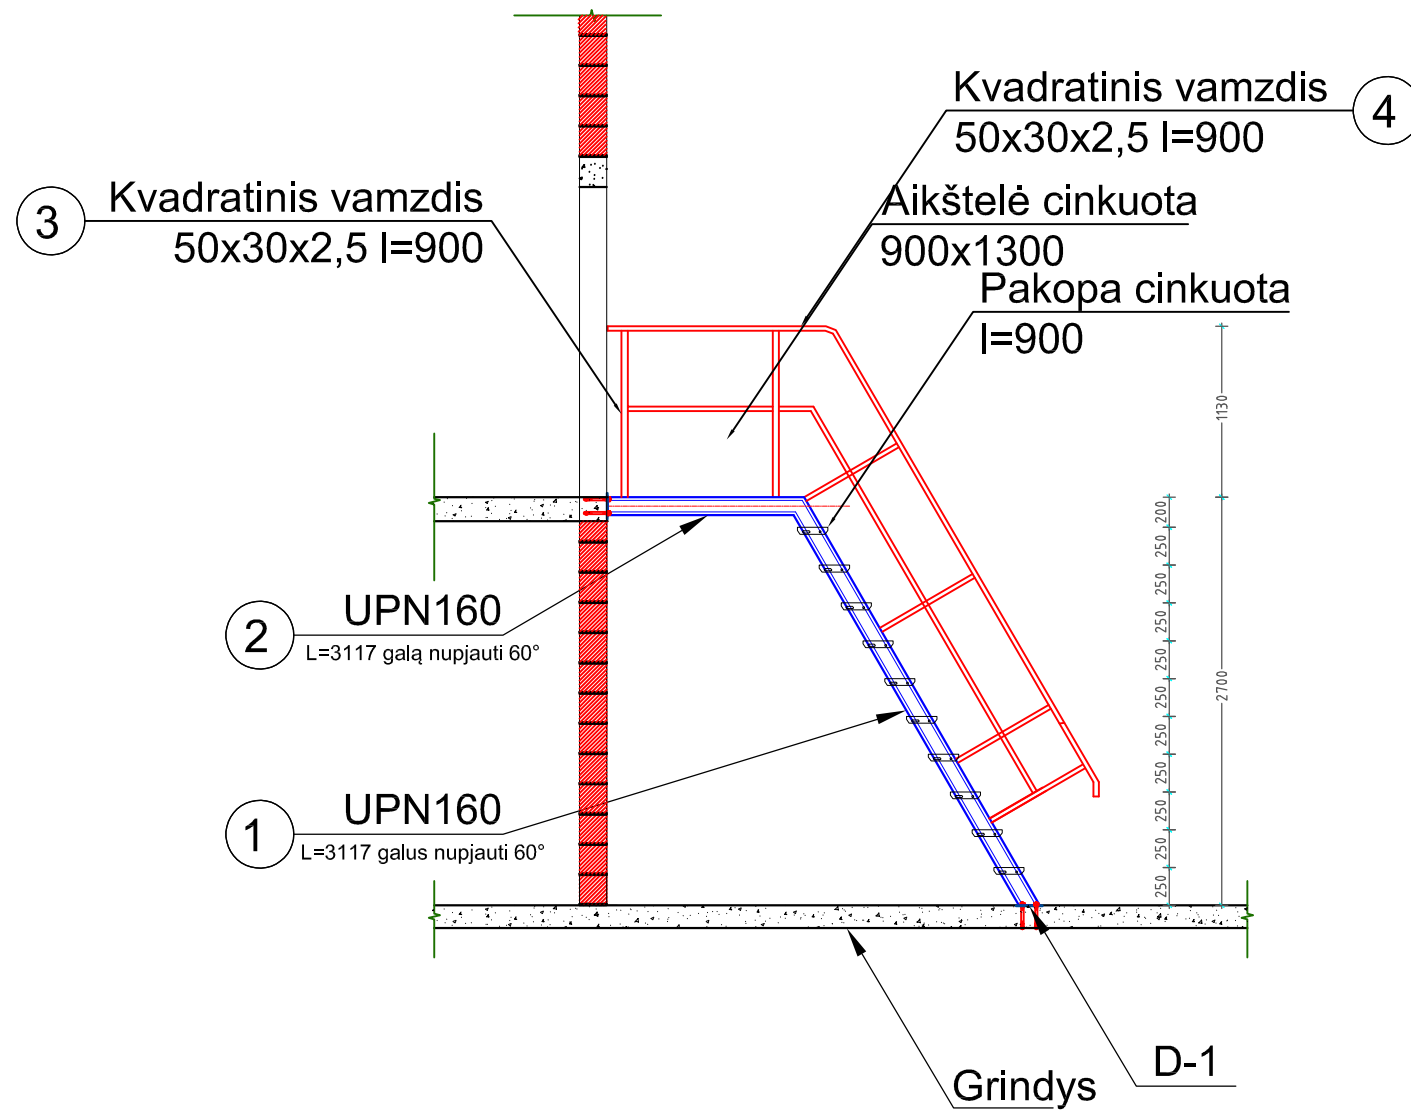 Kvadratinis vamzdis
50x30x2,5 l=900
4
Kvadratinis vamzdis
50x30x2,5 l=900
3
Aikštelė cinkuota
900x1300
Pakopa cinkuota
l=900
1130
200
250
250
250
250
250
250
250
250
250
250
2700
UPN160
L=3117 galą nupjauti 60°
2
UPN160
L=3117 galus nupjauti 60°
1
D-1
Grindys